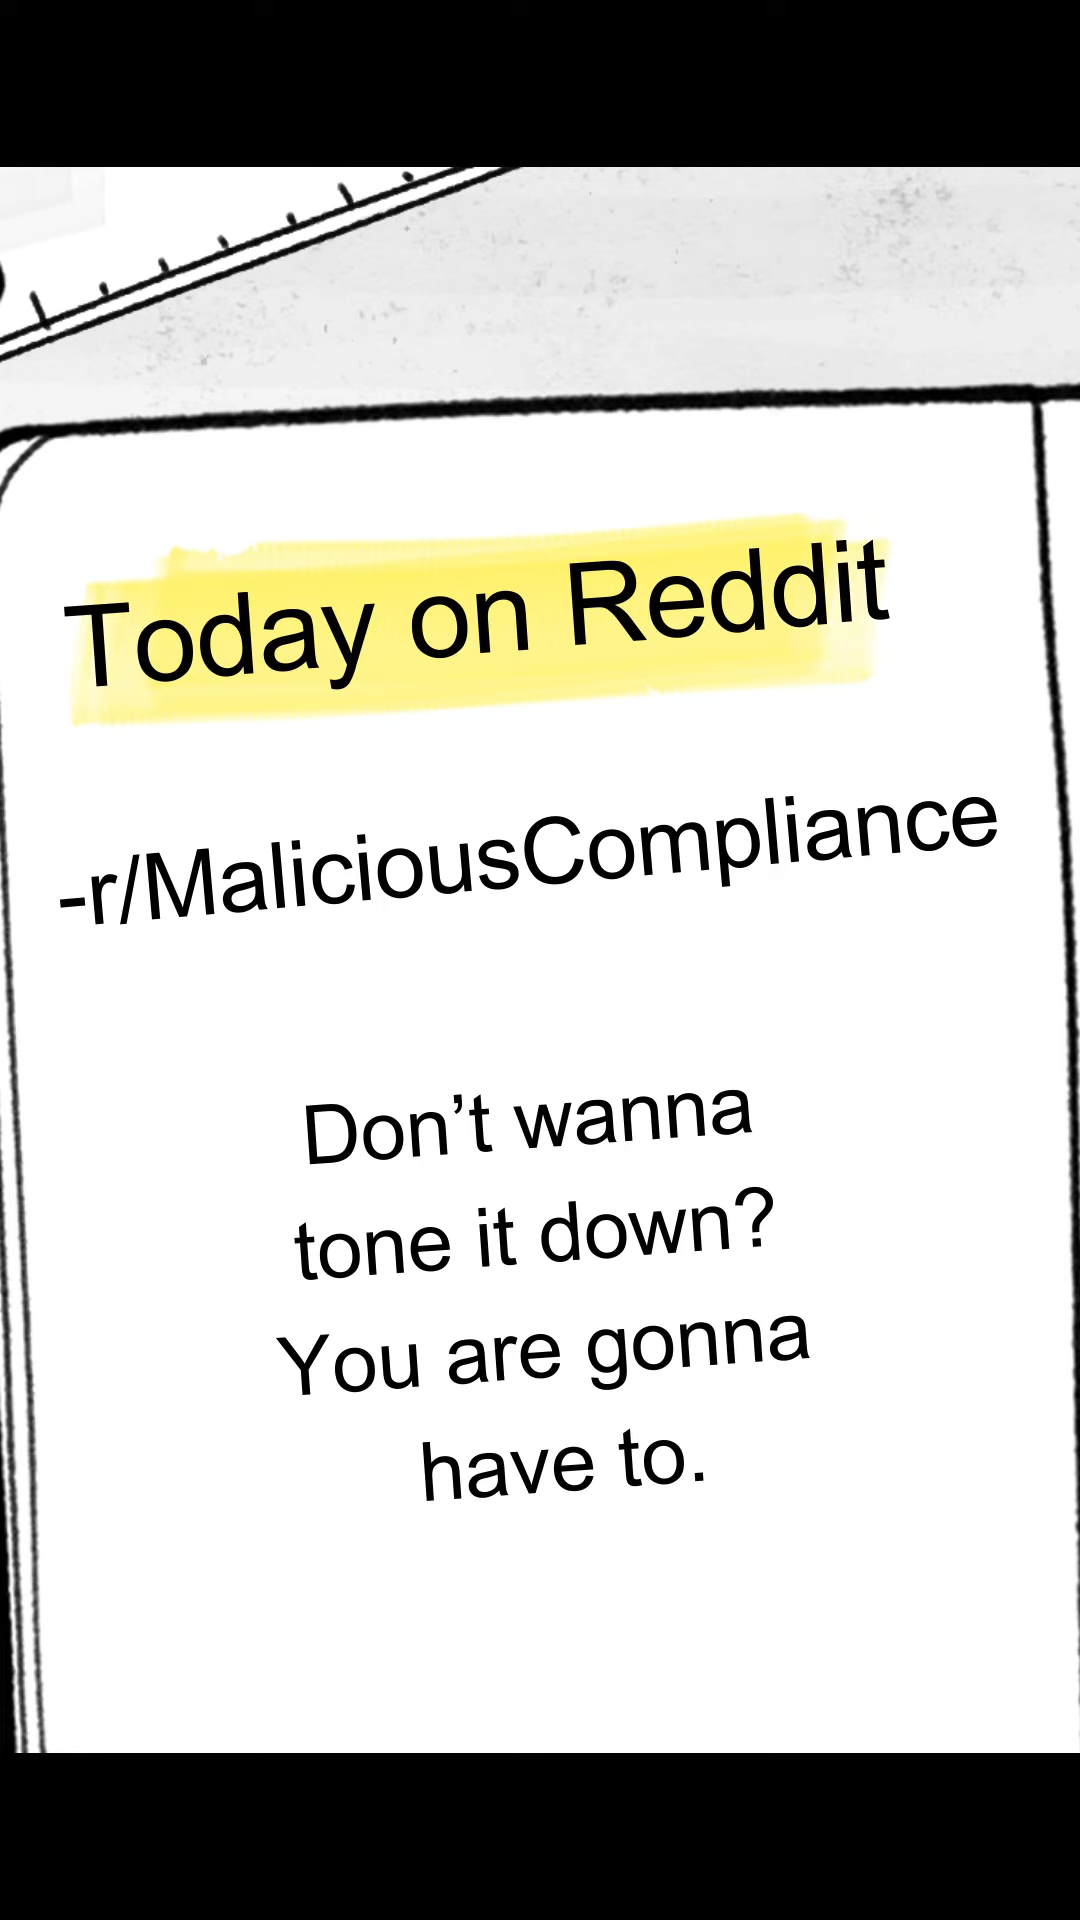 Today on Reddit
-r/MaliciousCompliance
Don’t wanna
tone it down?
You are gonna
have to.